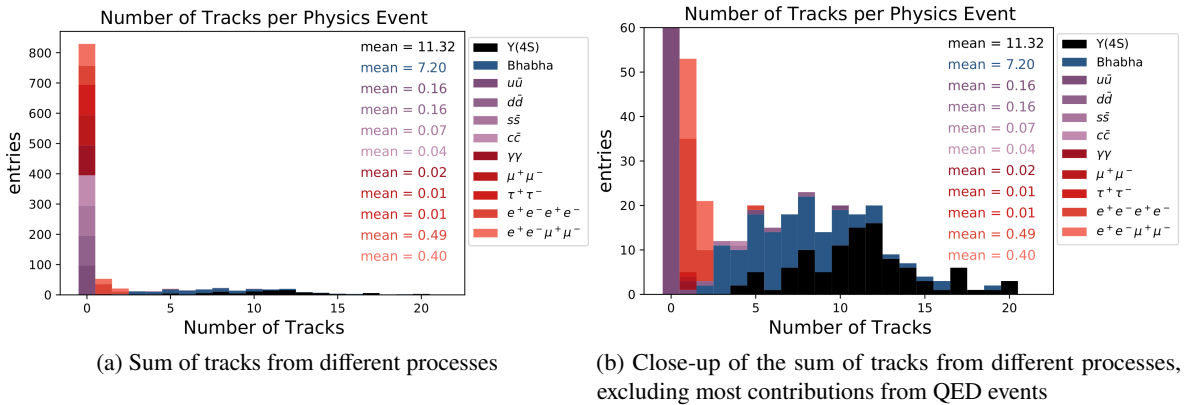 Number of Tracks per Physics Event
entries
800
700
600
500
400
300
200
100
0
0
5
10
15
20
Number of Tracks
mean = 11.32
mean = 7.20
mean = 0.16
mean = 0.16
mean = 0.07
mean = 0.04
mean = 0.02
mean = 0.01
mean = 0.01
mean = 0.49
mean = 0.40
Υ(4S)
Bhabha
uū
dd̄
ss̄
cc̄
γγ
μ⁺μ⁻
τ⁺τ⁻
e⁺e⁻e⁺e⁻
e⁺e⁻μ⁺μ⁻
(a) Sum of tracks from different processes
Number of Tracks per Physics Event
entries
60
50
40
30
20
10
0
0
5
10
15
20
Number of Tracks
mean = 11.32
mean = 7.20
mean = 0.16
mean = 0.16
mean = 0.07
mean = 0.04
mean = 0.02
mean = 0.01
mean = 0.01
mean = 0.49
mean = 0.40
Υ(4S)
Bhabha
uū
dd̄
ss̄
cc̄
γγ
μ⁺μ⁻
τ⁺τ⁻
e⁺e⁻e⁺e⁻
e⁺e⁻μ⁺μ⁻
(b) Close-up of the sum of tracks from different processes,
excluding most contributions from QED events